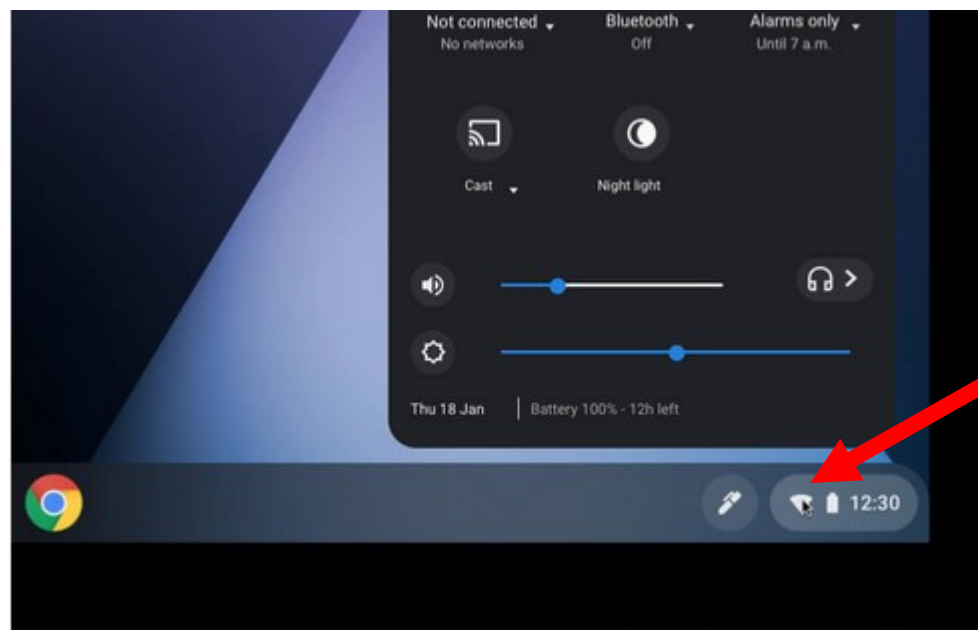 Not connected Bluetooth Alarms only
No networks Off Until 7 a.m.
Cast Night light
Thu 18 Jan Battery 100% - 12h left
12:30